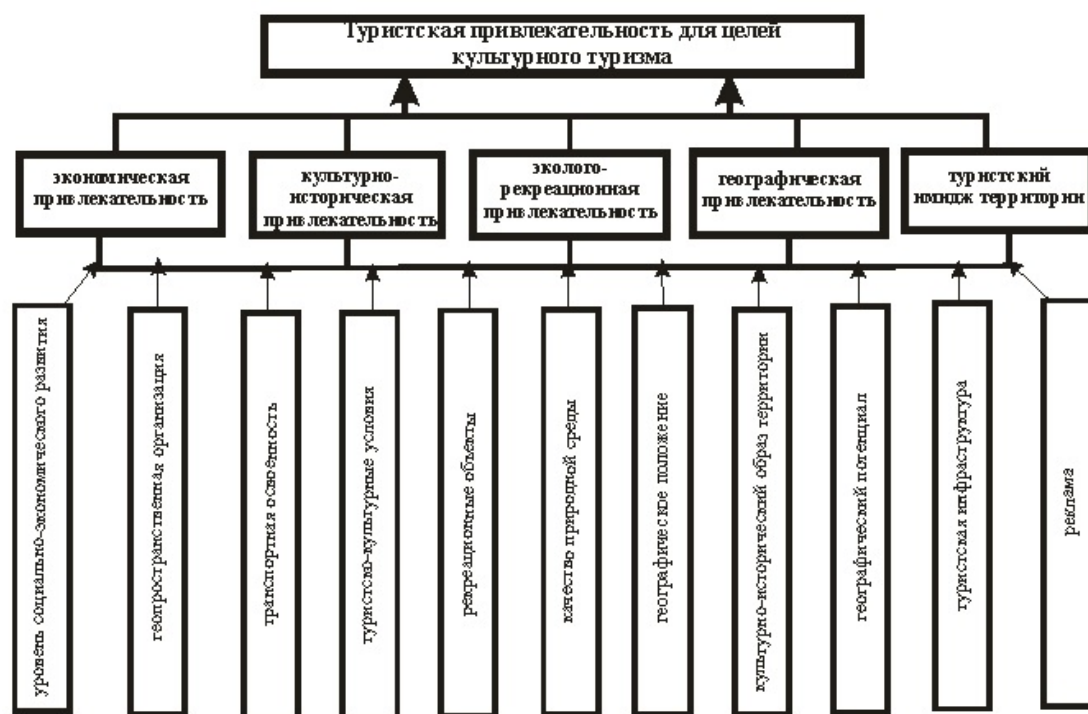 Туристская привлекательность для целей
культурного туризма
экономическая
привлекательность
культурно-
историческая
привлекательность
эколого-
рекреационная
привлекательность
географическая
привлекательность
туристский
имидж территории
уровень социально-экономического развития
геопространственная организация
транспортная освоенность
туристско-культурные условия
рекреационные объекты
качество природной среды
географическое положение
культурно-исторический образ территории
географический потенциал
туристская инфраструктура
реклама